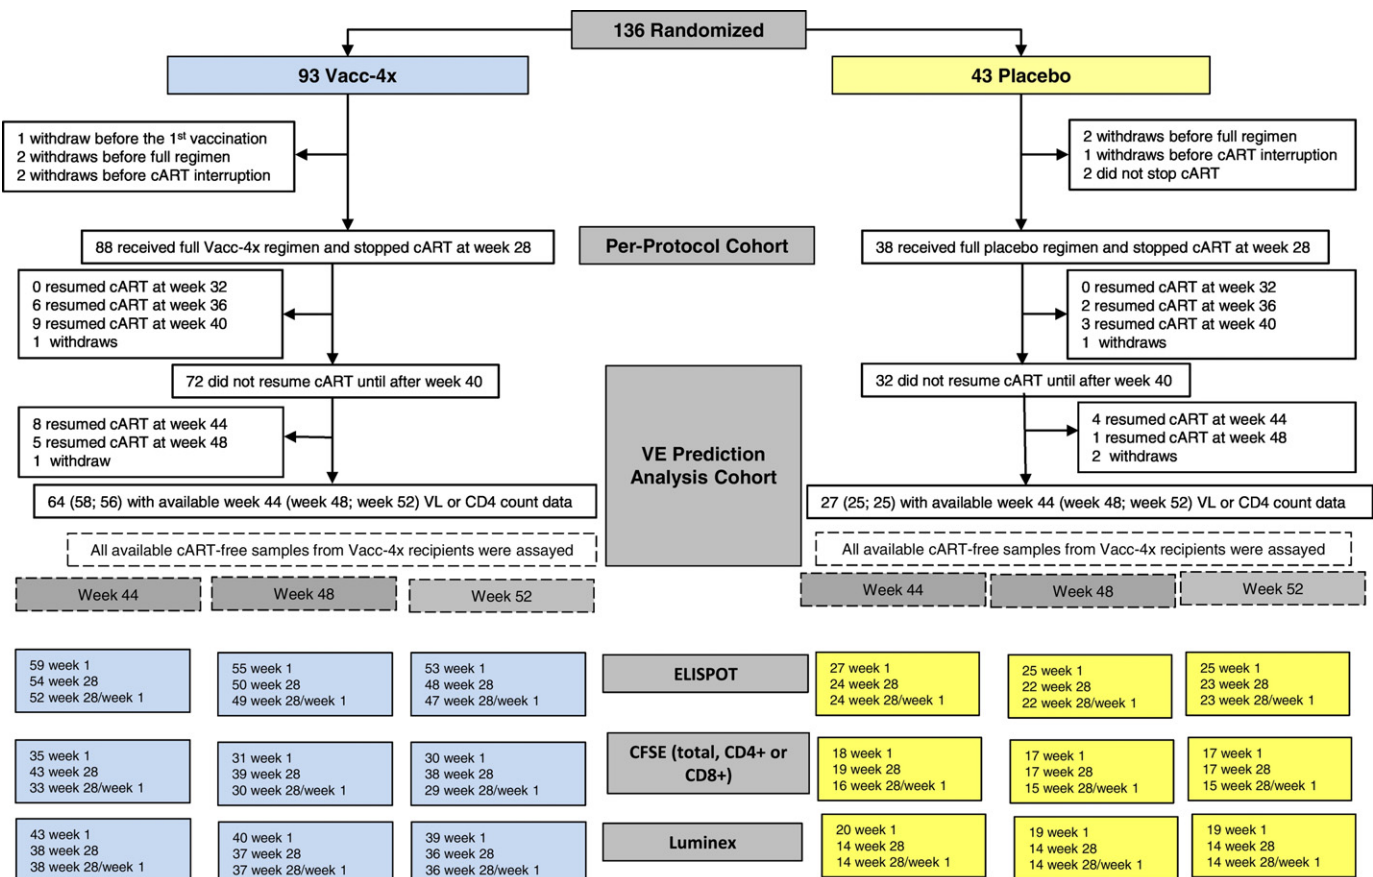 136 Randomized
93 Vacc-4x
43 Placebo
1 withdraw before the 1st vaccination
2 withdraws before full regimen
2 withdraws before cART interruption
2 withdraws before full regimen
1 withdraws before cART interruption
2 did not stop cART
88 received full Vacc-4x regimen and stopped cART at week 28
Per-Protocol Cohort
38 received full placebo regimen and stopped cART at week 28
0 resumed cART at week 32
6 resumed cART at week 36
9 resumed cART at week 40
1 withdraws
0 resumed cART at week 32
2 resumed cART at week 36
3 resumed cART at week 40
1 withdraws
72 did not resume cART until after week 40
32 did not resume cART until after week 40
8 resumed cART at week 44
5 resumed cART at week 48
1 withdraw
VE Prediction
Analysis Cohort
4 resumed cART at week 44
1 resumed cART at week 48
2 withdraws
64 (58; 56) with available week 44 (week 48; week 52) VL or CD4 count data
27 (25; 25) with available week 44 (week 48; week 52) VL or CD4 count data
All available cART-free samples from Vacc-4x recipients were assayed
All available cART-free samples from Vacc-4x recipients were assayed
Week 44
Week 48
Week 52
Week 44
Week 48
Week 52
59 week 1
54 week 28
52 week 28/week 1
55 week 1
50 week 28
49 week 28/week 1
53 week 1
48 week 28
47 week 28/week 1
ELISPOT
27 week 1
24 week 28
24 week 28/week 1
25 week 1
22 week 28
22 week 28/week 1
25 week 1
23 week 28
23 week 28/week 1
35 week 1
43 week 28
33 week 28/week 1
31 week 1
39 week 28
30 week 28/week 1
30 week 1
38 week 28
29 week 28/week 1
CFSE (total, CD4+ or
CD8+)
18 week 1
19 week 28
16 week 28/week 1
17 week 1
17 week 28
15 week 28/week 1
17 week 1
17 week 28
15 week 28/week 1
43 week 1
38 week 28
38 week 28/week 1
40 week 1
37 week 28
37 week 28/week 1
39 week 1
36 week 28
36 week 28/week 1
Luminex
20 week 1
14 week 28
14 week 28/week 1
19 week 1
14 week 28
14 week 28/week 1
19 week 1
14 week 28
14 week 28/week 1